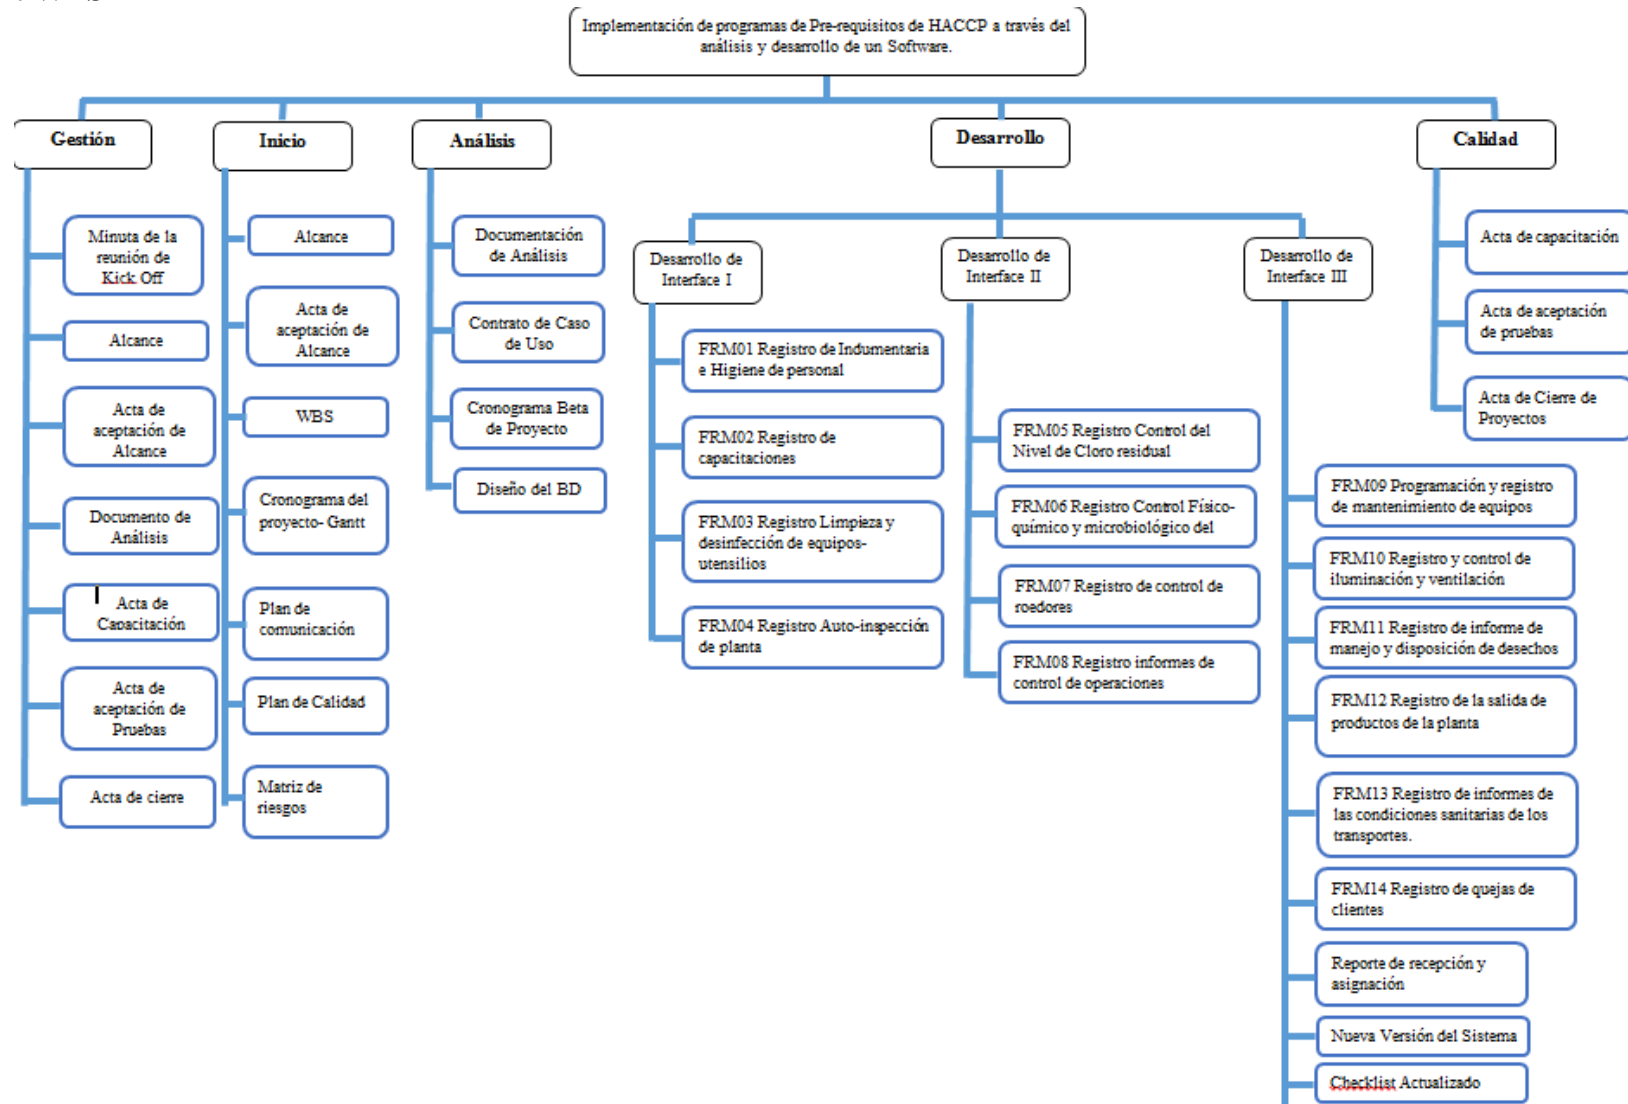 Implementación de programas de Pre-requisitos de HACCP a través del
análisis y desarrollo de un Software.
Gestión
Inicio
Análisis
Desarrollo
Calidad
Minuta de la
reunión de
Kick Off
Alcance
Acta de
aceptación de
Alcance
Documento de
Análisis
Acta de
Capacitación
Acta de
aceptación de
Pruebas
Acta de cierre
Alcance
Acta de
aceptación de
Alcance
WBS
Cronograma del
proyecto- Gantt
Plan de
comunicación
Plan de Calidad
Matriz de
riesgos
Documentación
de Análisis
Contrato de Caso
de Uso
Cronograma Beta
de Proyecto
Diseño del BD
Desarrollo de
Interface I
FRM01 Registro de Indumentaria
e Higiene de personal
FRM02 Registro de
capacitaciones
FRM03 Registro Limpieza y
desinfección de equipos-
utensilios
FRM04 Registro Auto-inspección
de planta
Desarrollo de
Interface II
FRM05 Registro Control del
Nivel de Cloro residual
FRM06 Registro Control Físico-
químico y microbiológico del
FRM07 Registro de control de
roedores
FRM08 Registro informes de
control de operaciones
Desarrollo de
Interface III
FRM09 Programación y registro
de mantenimiento de equipos
FRM10 Registro y control de
iluminación y ventilación
FRM11 Registro de informe de
manejo y disposición de desechos
FRM12 Registro de la salida de
productos de la planta
FRM13 Registro de informes de
las condiciones sanitarias de los
transportes.
FRM14 Registro de quejas de
clientes
Reporte de recepción y
asignación
Nueva Versión del Sistema
Checklist Actualizado
Acta de capacitación
Acta de aceptación
de pruebas
Acta de Cierre de
Proyectos